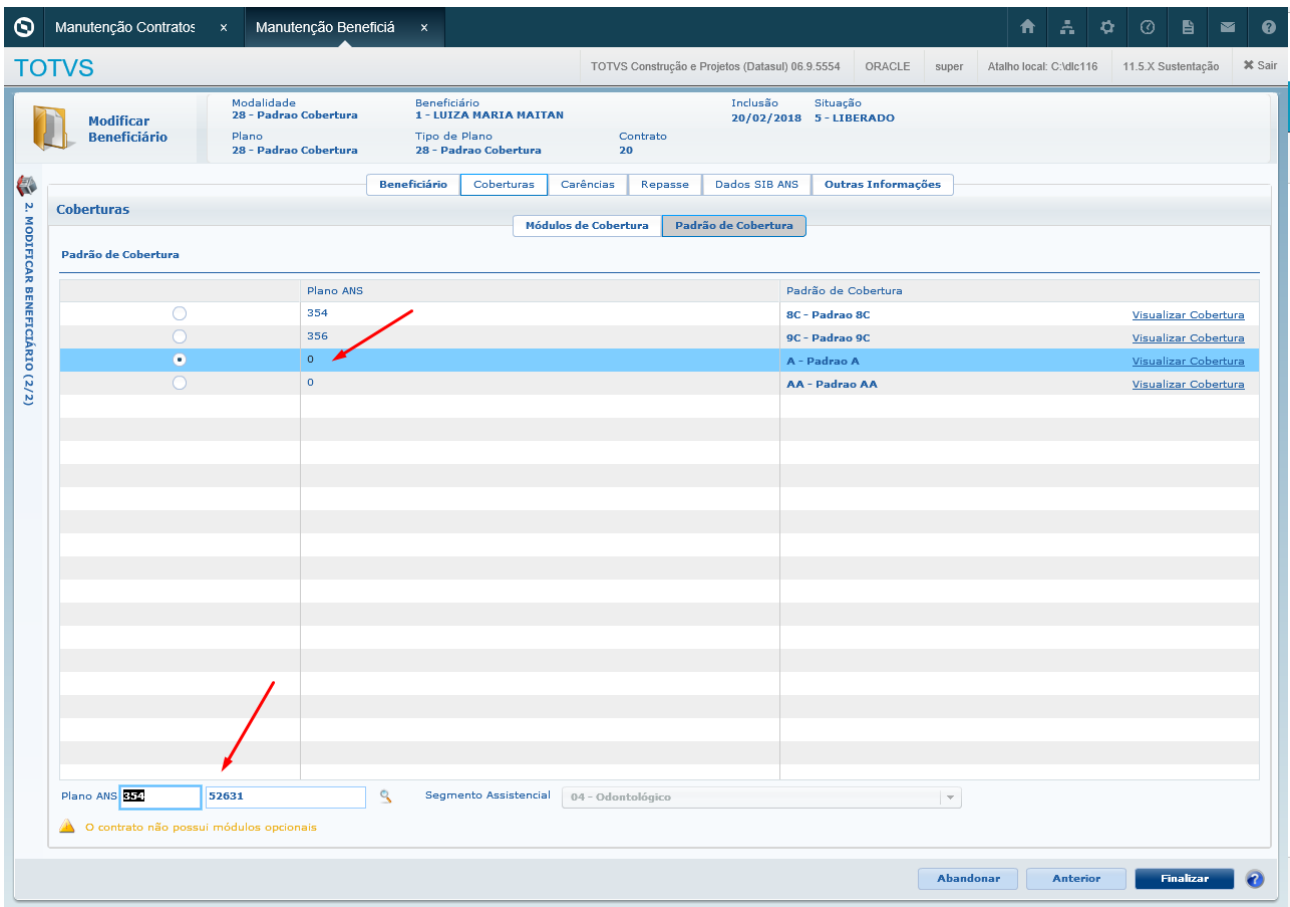 Manutenção Contratos x Manutenção Beneficiá x
TOTVS TOTVS Construção e Projetos (Datasul) 06.9.5554 ORACLE super Atalho local: C:\dlc116 11.5.X Sustentação Sair
Modificar Beneficiário
Modalidade Beneficiário Inclusão Situação
28 - Padrao Cobertura 1 - LUIZA MARIA MAITAN 20/02/2018 5 - LIBERADO
Plano Tipo de Plano Contrato
28 - Padrao Cobertura 28 - Padrao Cobertura 20
2. MODIFICAR BENEFICIÁRIO (2/2)
Beneficiário Coberturas Carências Repasse Dados SIB ANS Outras Informações
Coberturas
Módulos de Cobertura Padrão de Cobertura
Padrão de Cobertura
Plano ANS Padrão de Cobertura
354 8C - Padrao 8C Visualizar Cobertura
356 9C - Padrao 9C Visualizar Cobertura
0 A - Padrao A Visualizar Cobertura
0 AA - Padrao AA Visualizar Cobertura
Plano ANS 354 52631 Segmento Assistencial 04 - Odontológico
O contrato não possui módulos opcionais
Abandonar Anterior Finalizar ?